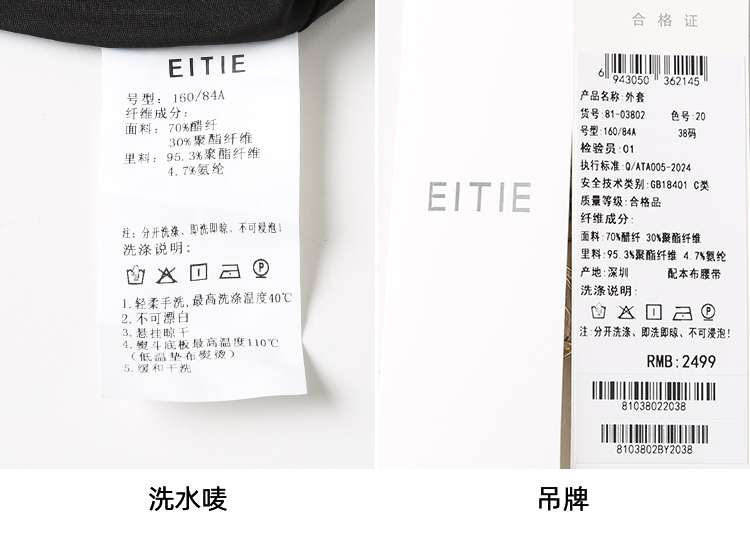 EITIE
号型: 160/84A
纤维成分:
面料: 70%醋纤
30%聚酯纤维
里料: 95.3%聚酯纤维
4.7%氨纶
注: 分开洗涤、即洗即晾、不可浸泡!
洗涤说明:
1.轻柔手洗,最高洗涤温度40℃
2.不可漂白
3.悬挂晾干
4.熨斗底板最高温度110℃
(低温垫布熨烫)
5.缓和干洗
洗水唛
EITIE
合格证
6 943050 362145
产品名称:外套
货号:81-03802 色号:20
号型:160/84A 38码
检验员:01
执行标准:Q/ATA005-2024
安全技术类别:GB18401 C类
质量等级:合格品
纤维成分:
面料:70%醋纤 30%聚酯纤维
里料:95.3%聚酯纤维 4.7%氨纶
产地:深圳 配本布腰带
洗涤说明:
注:分开洗涤、即洗即晾、不可浸泡!
RMB:2499
81038022038
8103802BY2038
吊牌